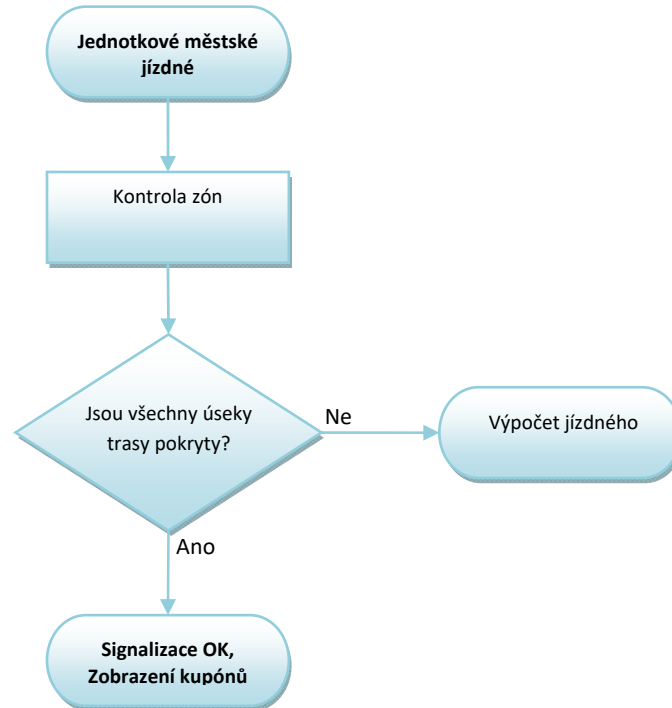 Jednotkové městské
jízdné
Kontrola zón
Jsou všechny úseky
trasy pokryty?
Ne
Výpočet jízdného
Ano
Signalizace OK,
Zobrazení kupónů